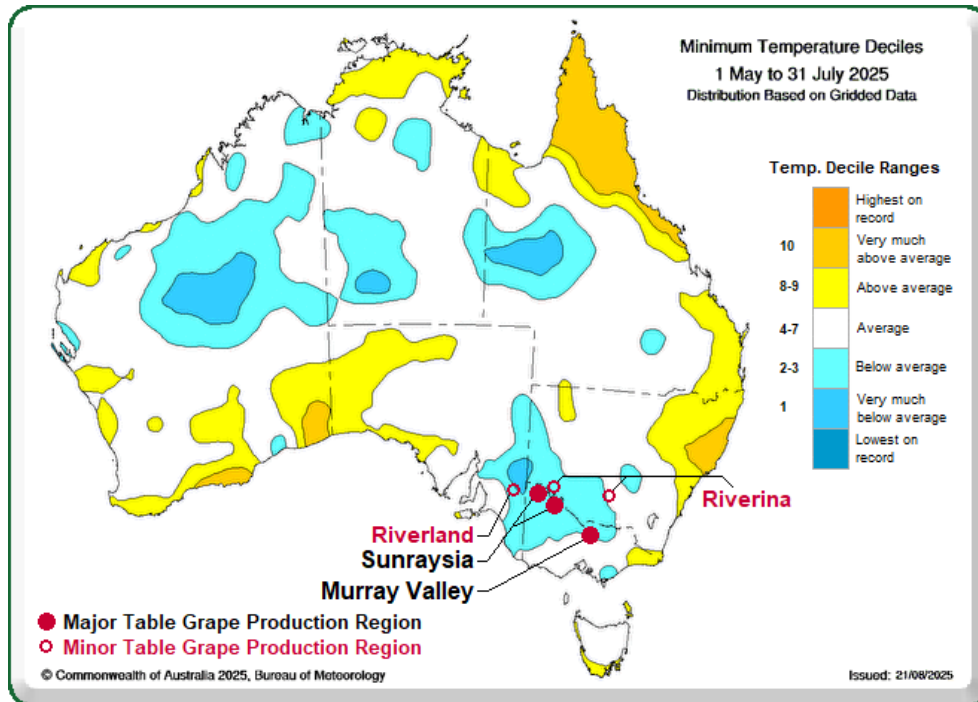 Minimum Temperature Deciles
1 May to 31 July 2025
Distribution Based on Gridded Data
Temp. Decile Ranges
Highest on
record
10
Very much
above average
8-9
Above average
4-7
Average
2-3
Below average
1
Very much
below average
Lowest on
record
Riverina
Riverland
Sunraysia
Murray Valley
Major Table Grape Production Region
Minor Table Grape Production Region
© Commonwealth of Australia 2025, Bureau of Meteorology
Issued: 21/08/2025